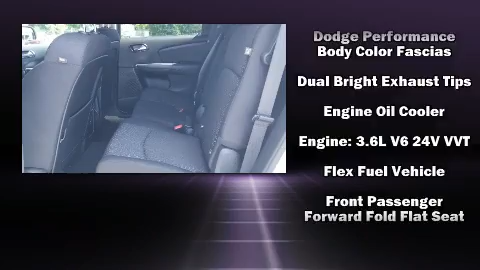 Dodge Performance
Body Color Fascias
Dual Bright Exhaust Tips
Engine Oil Cooler
Engine: 3.6L V6 24V VVT
Flex Fuel Vehicle
Front Passenger
Forward Fold Flat Seat